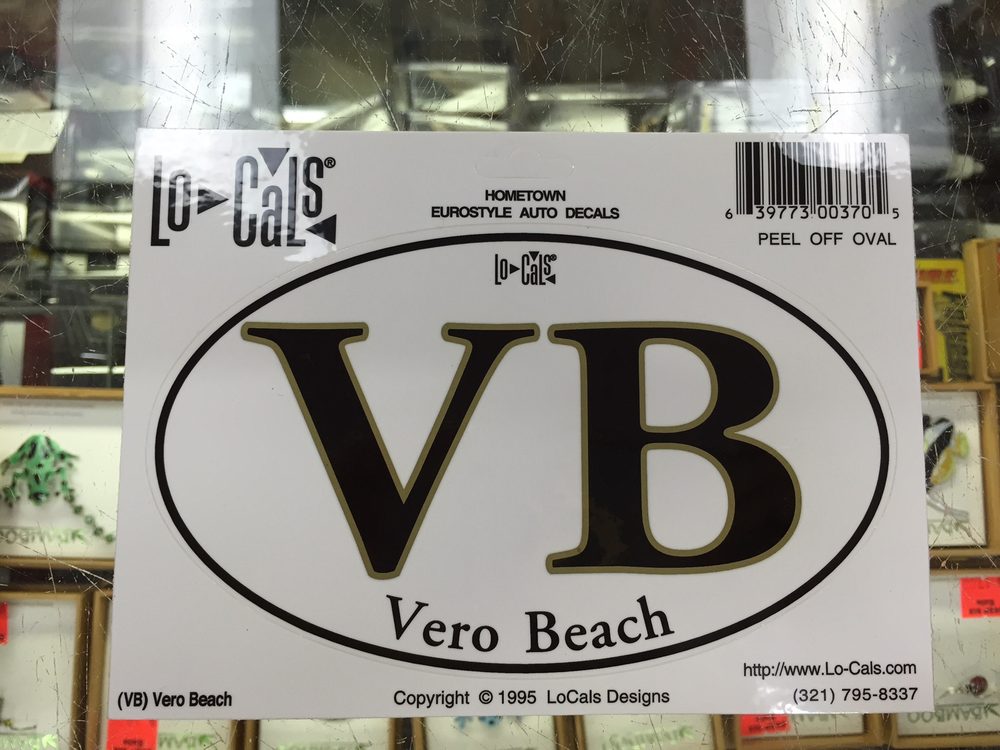 Lo CaLs®
HOMETOWN
EUROSTYLE AUTO DECALS
6 39773 00370 5
PEEL OFF OVAL
Lo CaLs®
VB
Vero Beach
(VB) Vero Beach
Copyright © 1995 LoCals Designs
http://www.Lo-Cals.com
(321) 795-8337
BAMBOO